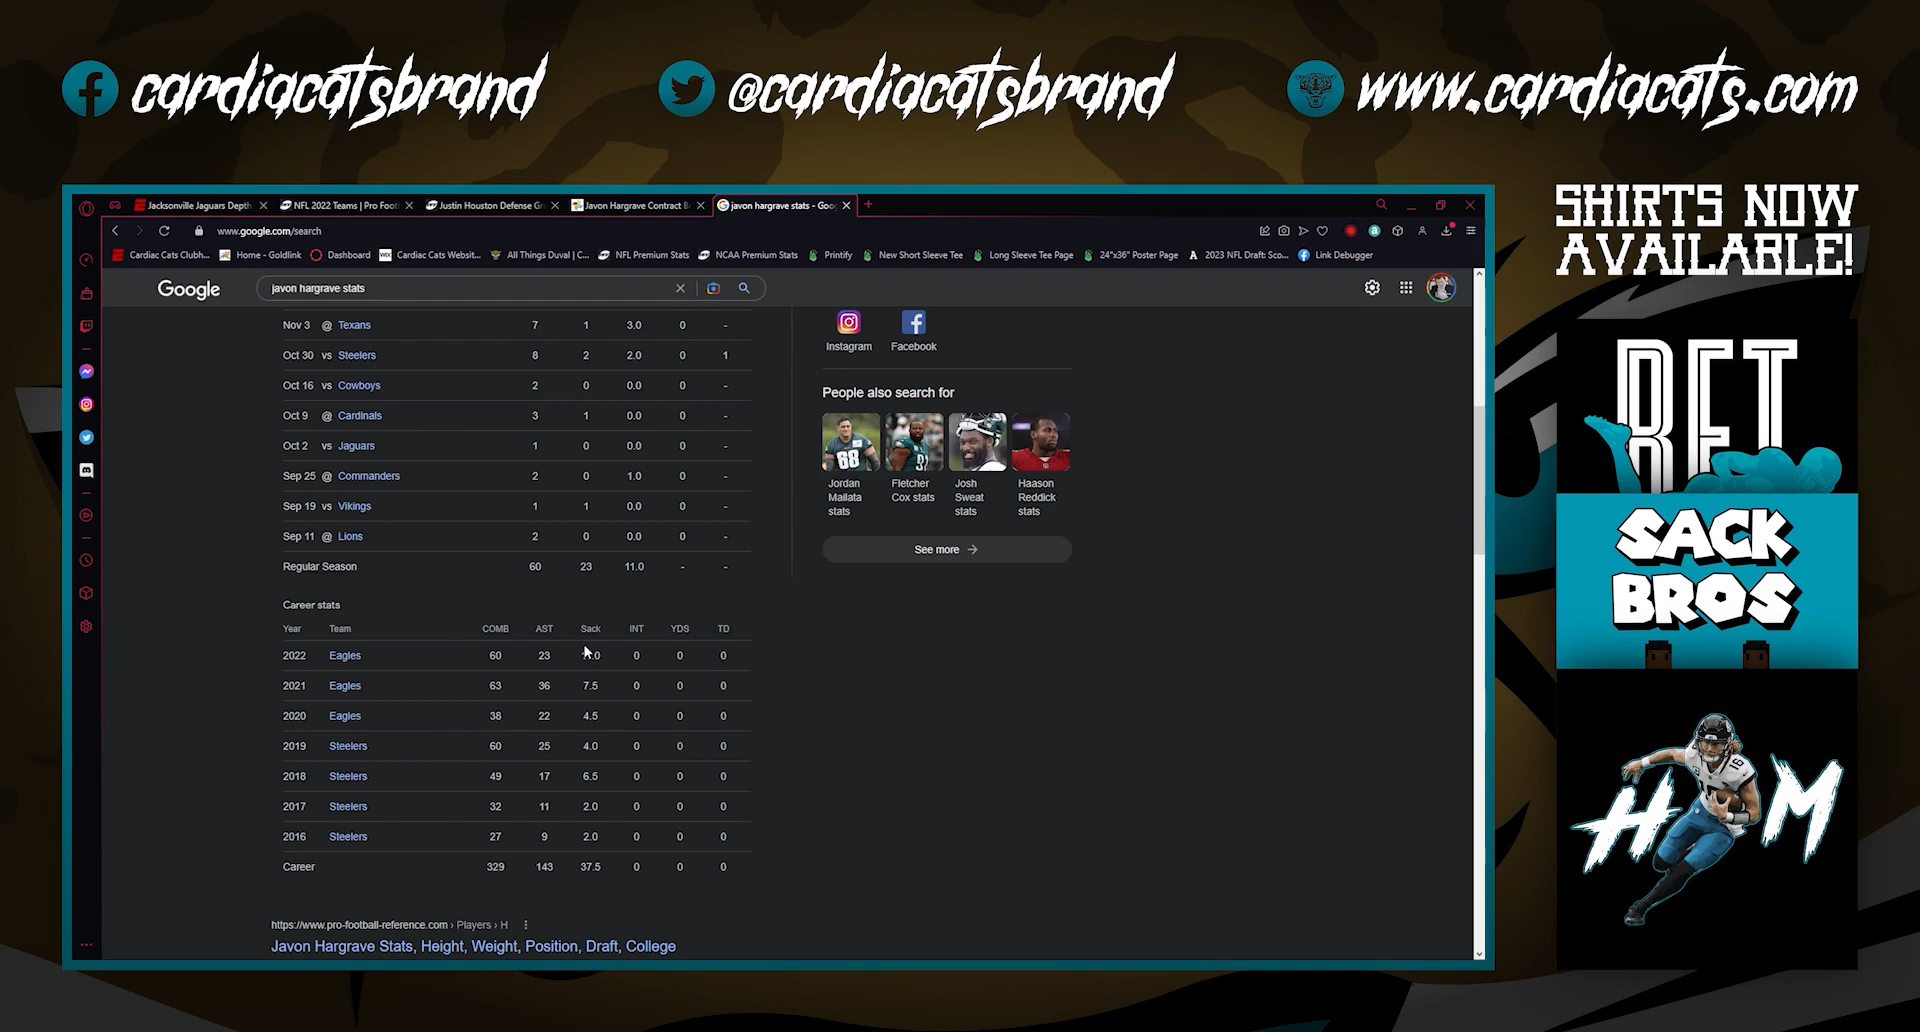 cardiacatsbrand
@cardiacatsbrand
www.cardiacats.com
SHIRTS NOW
AVAILABLE!
Jacksonville Jaguars Depth
NFL 2022 Teams | Pro Foot
Justin Houston Defense Gr
Javon Hargrave Contract B
javon hargrave stats - Goo
www.google.com/search
Cardiac Cats Clubh...
Home - Goldlink
Dashboard
WIX Cardiac Cats Websit...
All Things Duval |...
NFL Premium Stats
NCAA Premium Stats
Printify
New Short Sleeve Tee
Long Sleeve Tee Page
24"x36" Poster Page
2023 NFL Draft: Sco...
Link Debugger
Google
javon hargrave stats
Nov 3 @ Texans 7 1 3.0 0 -
Oct 30 vs Steelers 8 2 2.0 0 1
Oct 16 vs Cowboys 2 0 0.0 0 -
Oct 9 @ Cardinals 3 1 0.0 0 -
Oct 2 vs Jaguars 1 0 0.0 0 -
Sep 25 @ Commanders 2 0 1.0 0 -
Sep 19 vs Vikings 1 1 0.0 0 -
Sep 11 @ Lions 2 0 0.0 0 -
Regular Season 60 23 11.0 - -
Career stats
Year Team COMB AST Sack INT YDS TD
2022 Eagles 60 23 .0 0 0 0
2021 Eagles 63 36 7.5 0 0 0
2020 Eagles 38 22 4.5 0 0 0
2019 Steelers 60 25 4.0 0 0 0
2018 Steelers 49 17 6.5 0 0 0
2017 Steelers 32 11 2.0 0 0 0
2016 Steelers 27 9 2.0 0 0 0
Career 329 143 37.5 0 0 0
https://www.pro-football-reference.com › Players › H
Javon Hargrave Stats, Height, Weight, Position, Draft, College
Instagram
Facebook
People also search for
68
Jordan
Mailata
stats
Fletcher
Cox stats
Josh
Sweat
stats
Haason
Reddick
stats
See more
SACK
BROS
H M
16